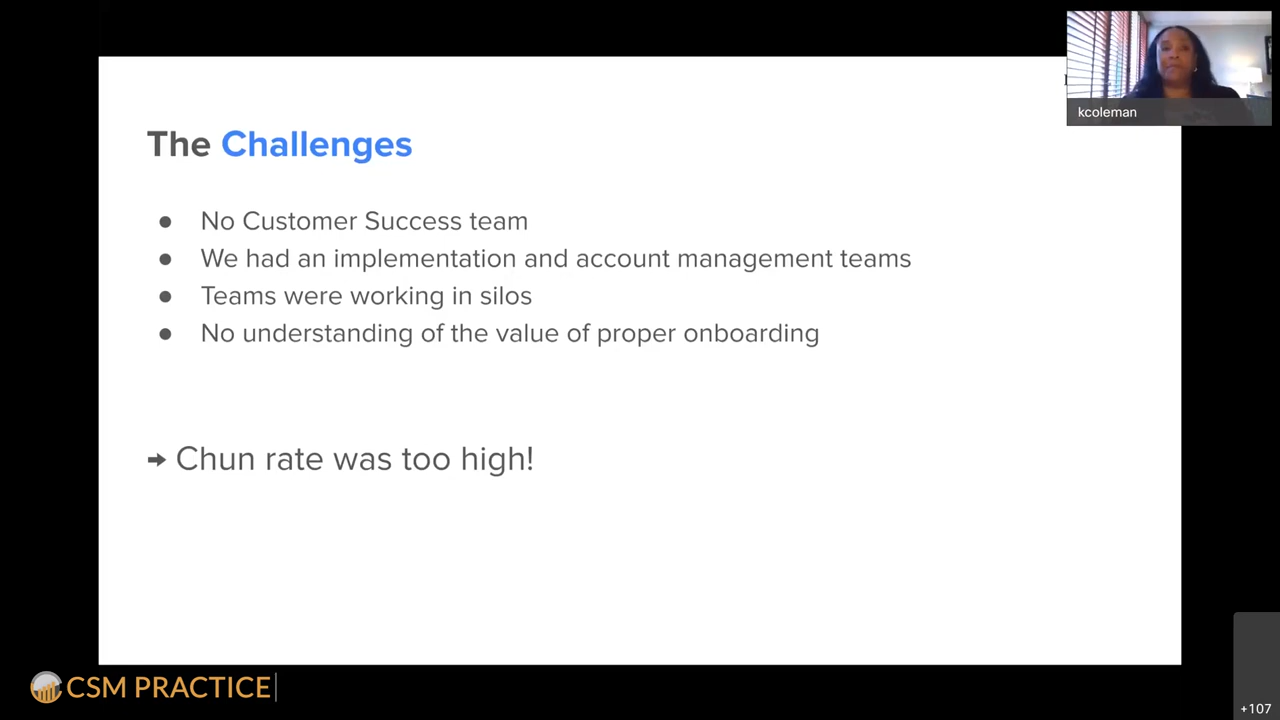 kcoleman
The Challenges
● No Customer Success team
● We had an implementation and account management teams
● Teams were working in silos
● No understanding of the value of proper onboarding
➜ Chun rate was too high!
CSM PRACTICE
+107